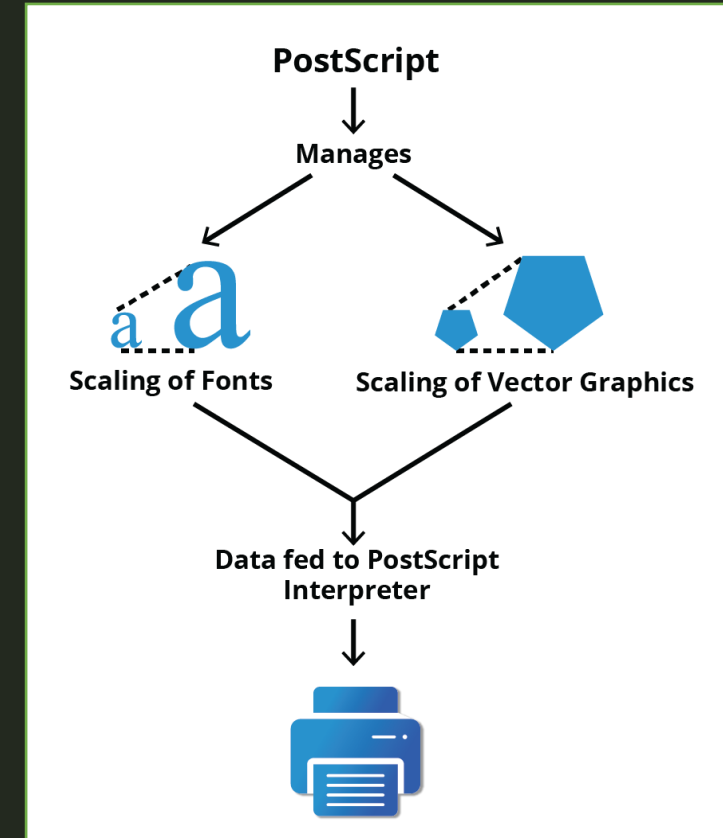 PostScript
Manages
a
a
Scaling of Fonts
Scaling of Vector Graphics
Data fed to PostScript
Interpreter